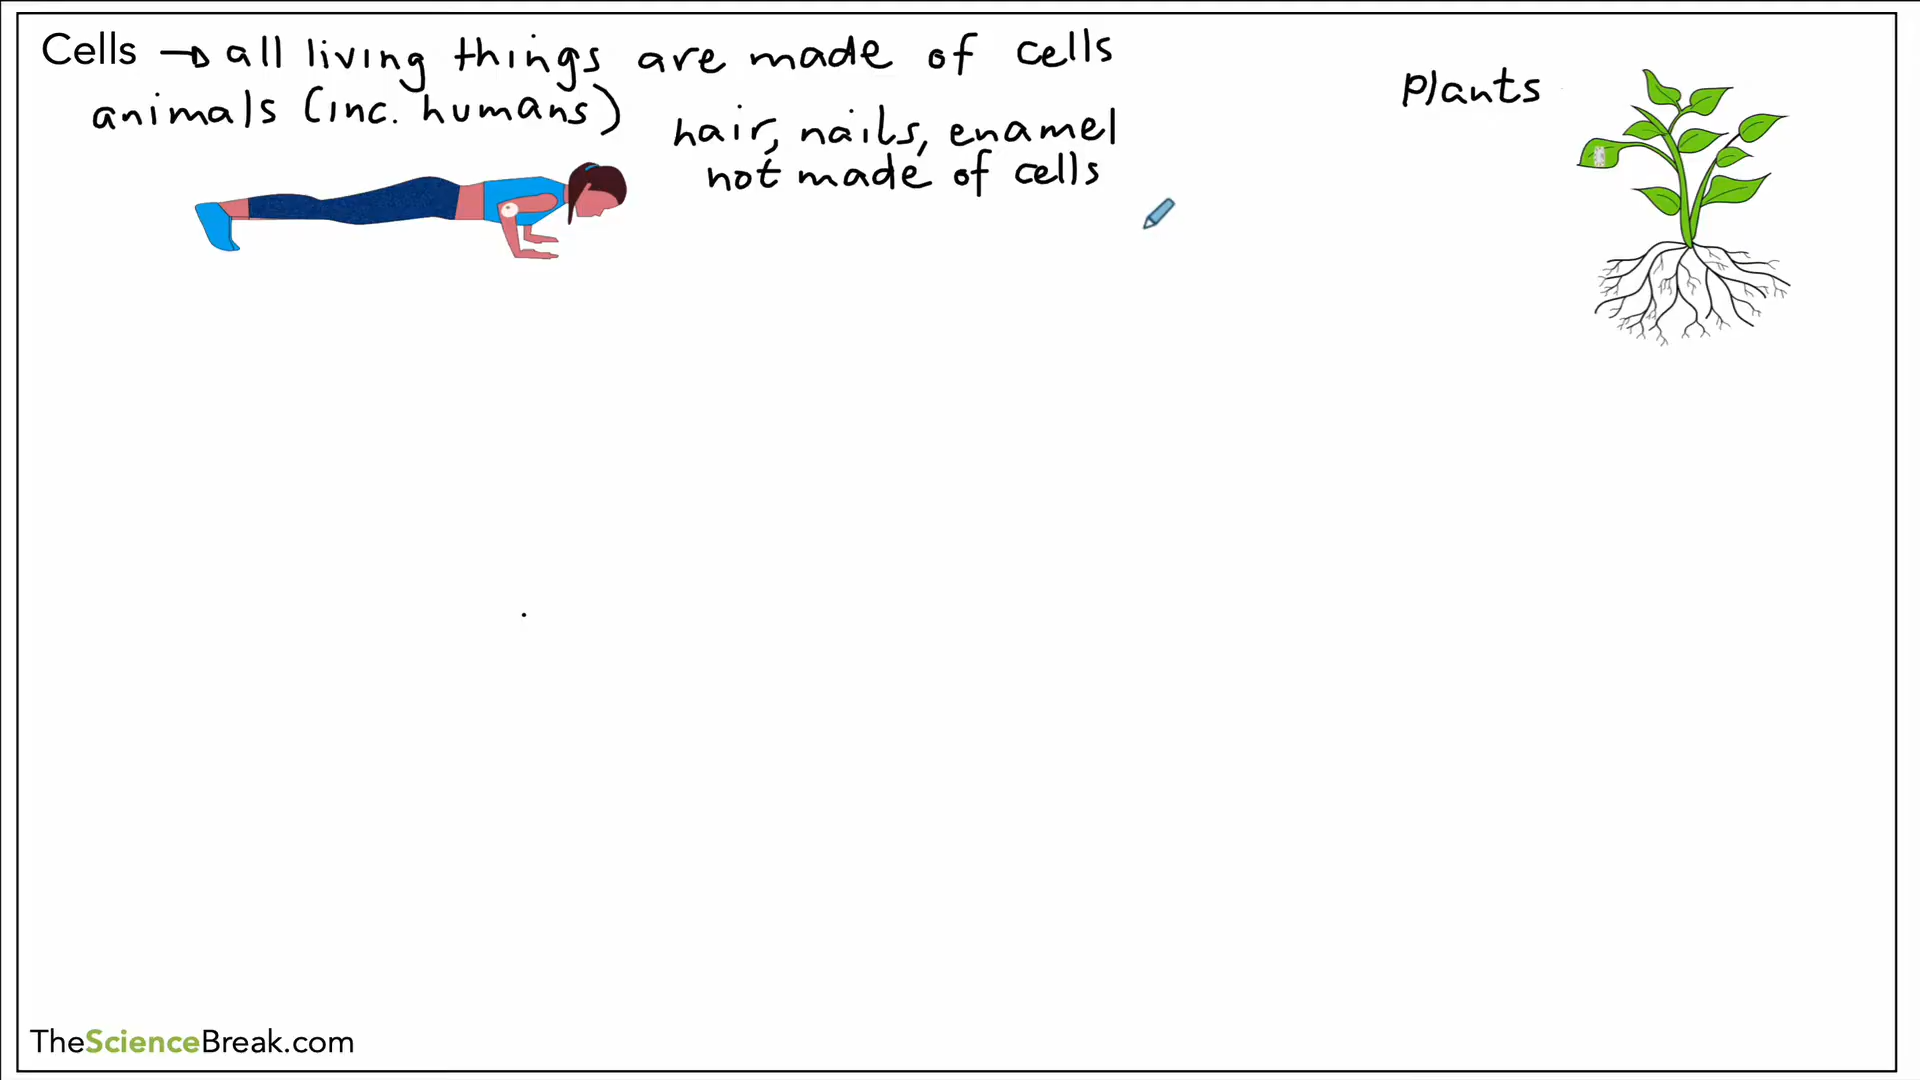 Cells → all living things are made of cells
animals (inc. humans)
hair, nails, enamel
not made of cells
Plants
TheScienceBreak.com